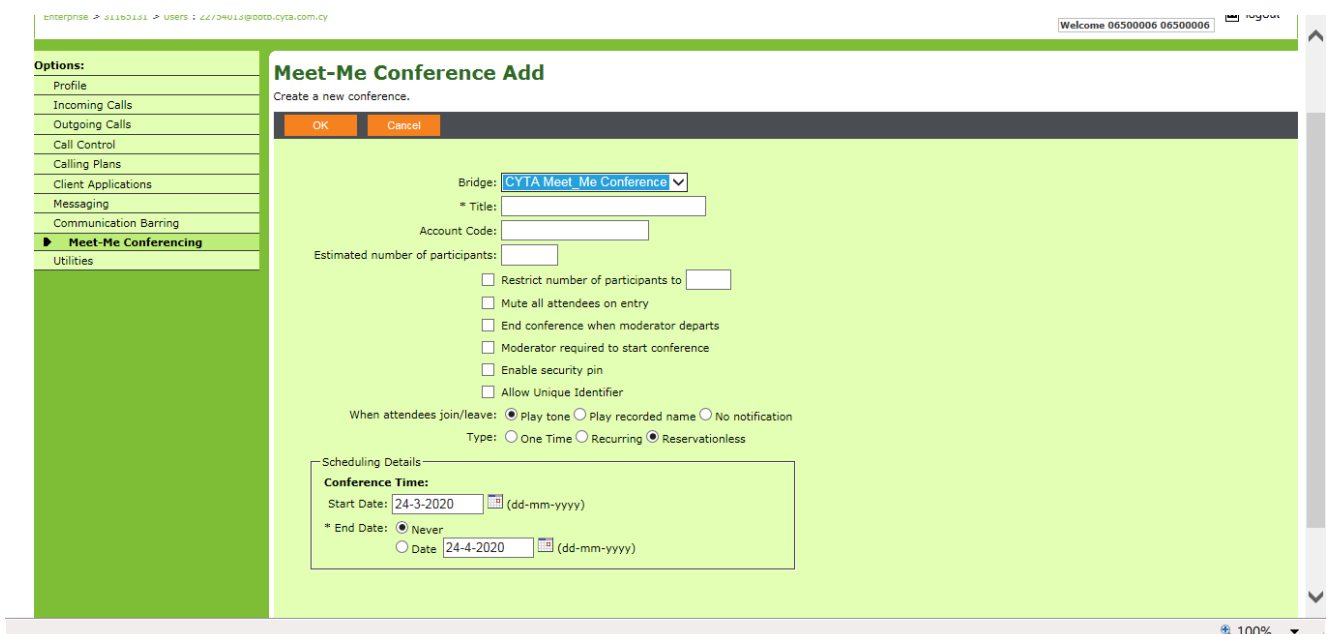 Enterprise > 31165131 > Users : 22754013@bbtb.cyta.com.cy
logout
Welcome 06500006 06500006
Options:
Profile
Incoming Calls
Outgoing Calls
Call Control
Calling Plans
Client Applications
Messaging
Communication Barring
Meet-Me Conferencing
Utilities
Meet-Me Conference Add
Create a new conference.
OK Cancel
Bridge: CYTA Meet_Me Conference
* Title:
Account Code:
Estimated number of participants:
Restrict number of participants to
Mute all attendees on entry
End conference when moderator departs
Moderator required to start conference
Enable security pin
Allow Unique Identifier
When attendees join/leave: Play tone Play recorded name No notification
Type: One Time Recurring Reservationless
Scheduling Details
Conference Time:
Start Date: 24-3-2020 (dd-mm-yyyy)
* End Date: Never
Date 24-4-2020 (dd-mm-yyyy)
100%